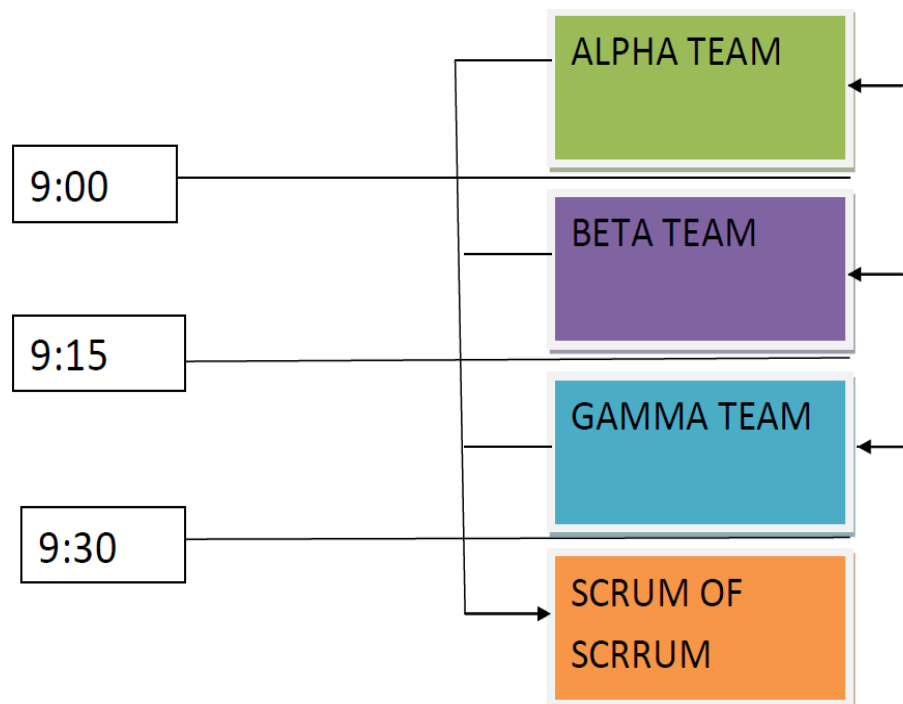 ALPHA TEAM
9:00
BETA TEAM
9:15
GAMMA TEAM
9:30
SCRUM OF
SCRRUM